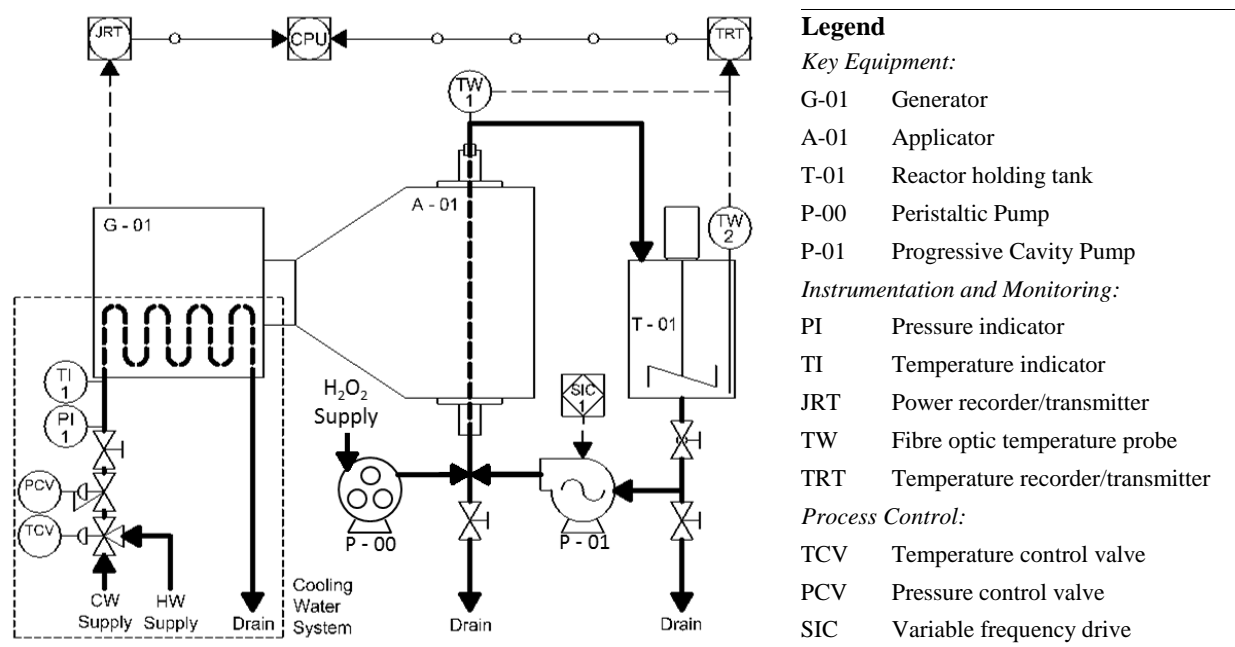 JRT
CPU
TRT
TW
1
A - 01
G - 01
TW
2
T - 01
TI
1
PI
1
H₂O₂
Supply
SIC
1
PCV
TCV
P - 00
P - 01
CW
Supply
HW
Supply
Drain
Cooling
Water
System
Drain
Drain
Legend
Key Equipment:
G-01 Generator
A-01 Applicator
T-01 Reactor holding tank
P-00 Peristaltic Pump
P-01 Progressive Cavity Pump
Instrumentation and Monitoring:
PI Pressure indicator
TI Temperature indicator
JRT Power recorder/transmitter
TW Fibre optic temperature probe
TRT Temperature recorder/transmitter
Process Control:
TCV Temperature control valve
PCV Pressure control valve
SIC Variable frequency drive